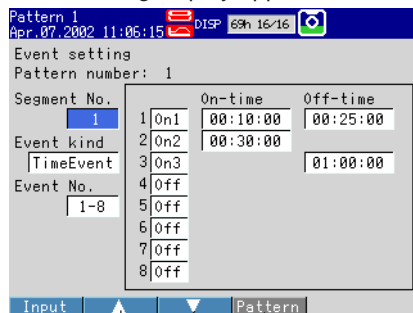 Pattern 1
Apr.07.2002 11:06:15 DISP 69h 16/16
Event setting
Pattern number: 1
Segment No. On-time Off-time
1 1 On1 00:10:00 00:25:00
Event kind 2 On2 00:30:00
TimeEvent 3 On3 01:00:00
Event No. 4 Off
1-8 5 Off
6 Off
7 Off
8 Off
Input Pattern